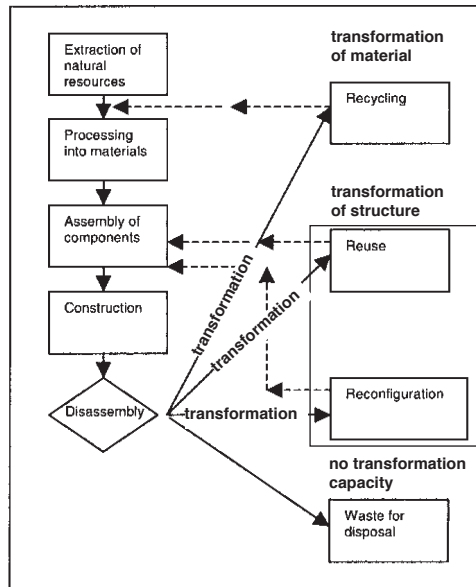 Extraction of
natural
resources
Processing
into materials
Assembly of
components
Construction
Disassembly
transformation
of material
Recycling
transformation
of structure
Reuse
Reconfiguration
no transformation
capacity
Waste for
disposal
transformation
transformation
transformation